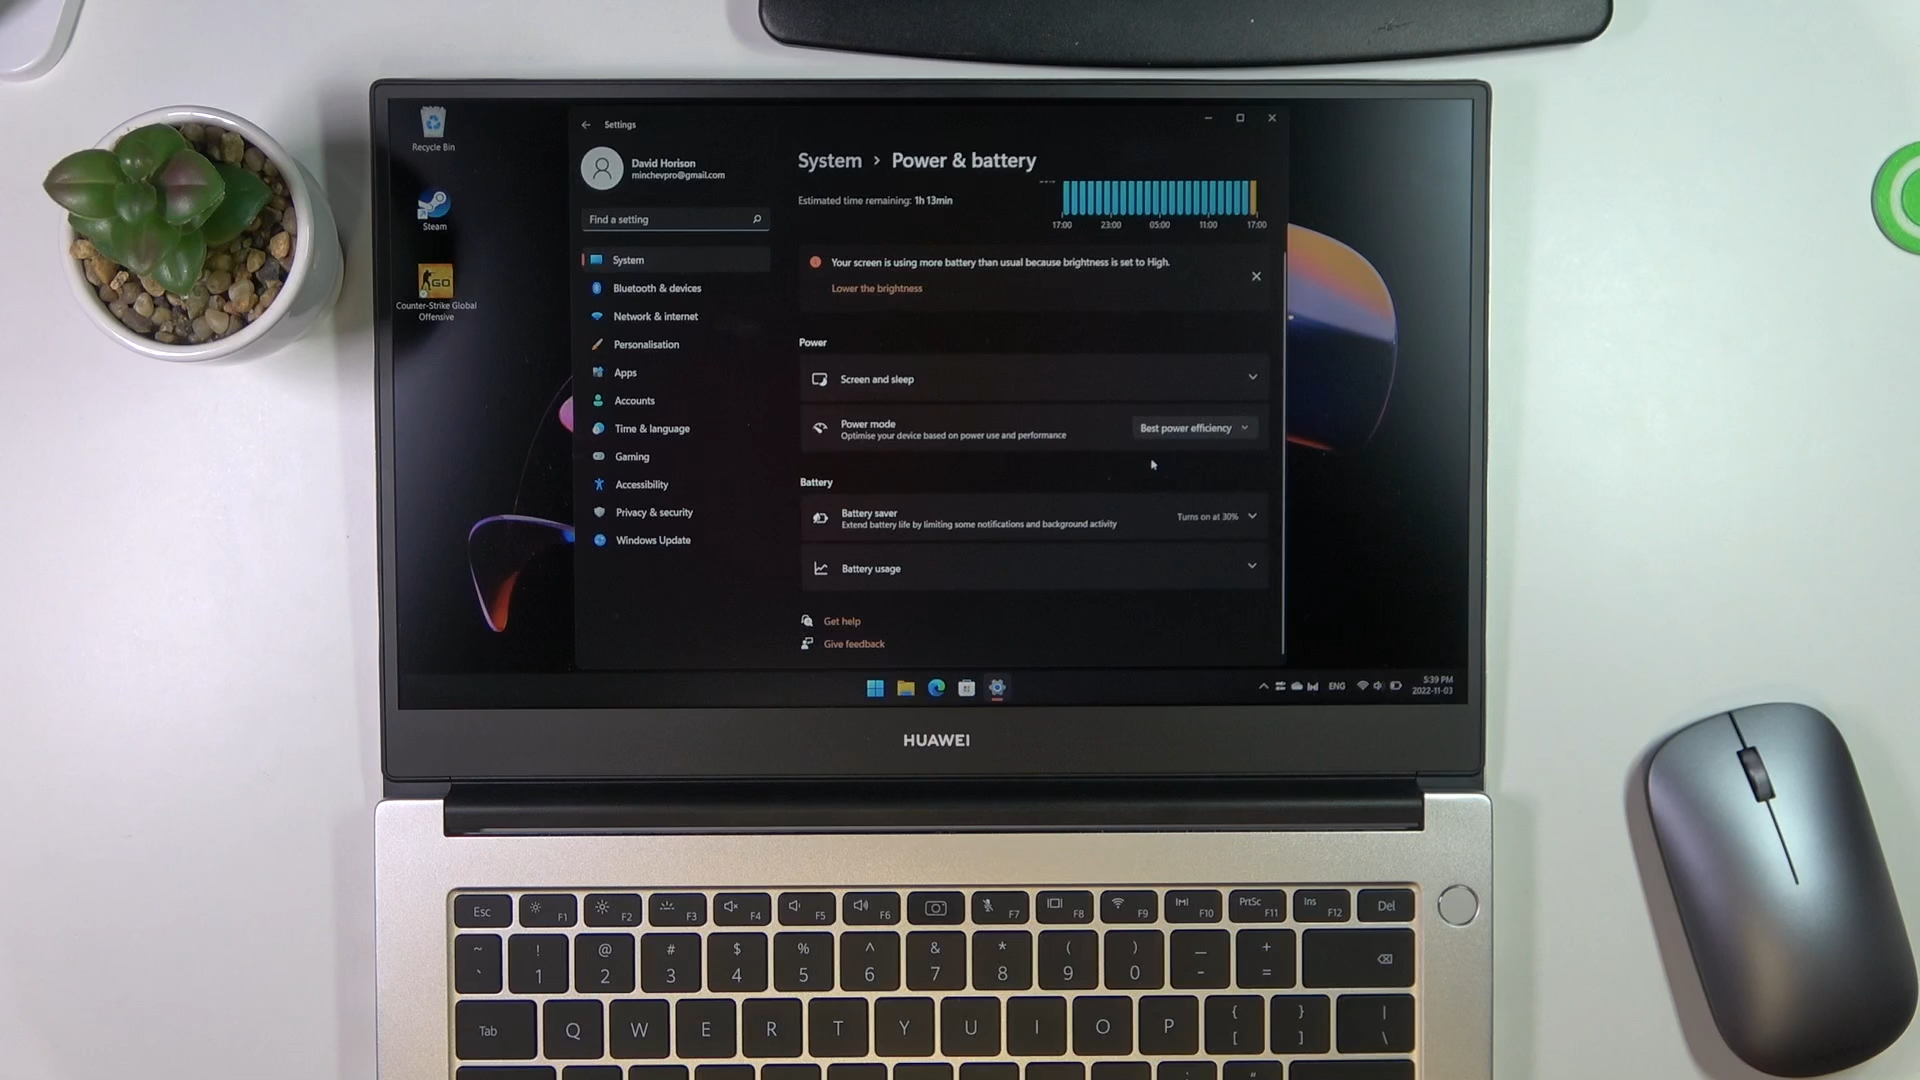 Recycle Bin
Steam
GO
Counter-Strike Global
Offensive
Settings
David Horison
minchevpro@gmail.com
Find a setting
System
Bluetooth & devices
Network & internet
Personalisation
Apps
Accounts
Time & language
Gaming
Accessibility
Privacy & security
Windows Update
System > Power & battery
Estimated time remaining: 1h 13min
17:00 23:00 05:00 11:00 17:00
Your screen is using more battery than usual because brightness is set to High.
Lower the brightness
Power
Screen and sleep
Power mode
Optimise your device based on power use and performance
Best power efficiency
Battery
Battery saver
Extend battery life by limiting some notifications and background activity
Turns on at 30%
Battery usage
Get help
Give feedback
ENG
5:39 PM
2022-11-03
HUAWEI
Esc F1 F2 F3 F4 F5 F6 F7 F8 F9 F10 PrtSc F11 Ins F12 Del
~ ! @ # $ % ^ & * ( ) _ +
` 1 2 3 4 5 6 7 8 9 0 - =
Tab Q W E R T Y U I O P { [ } ] | \
: "